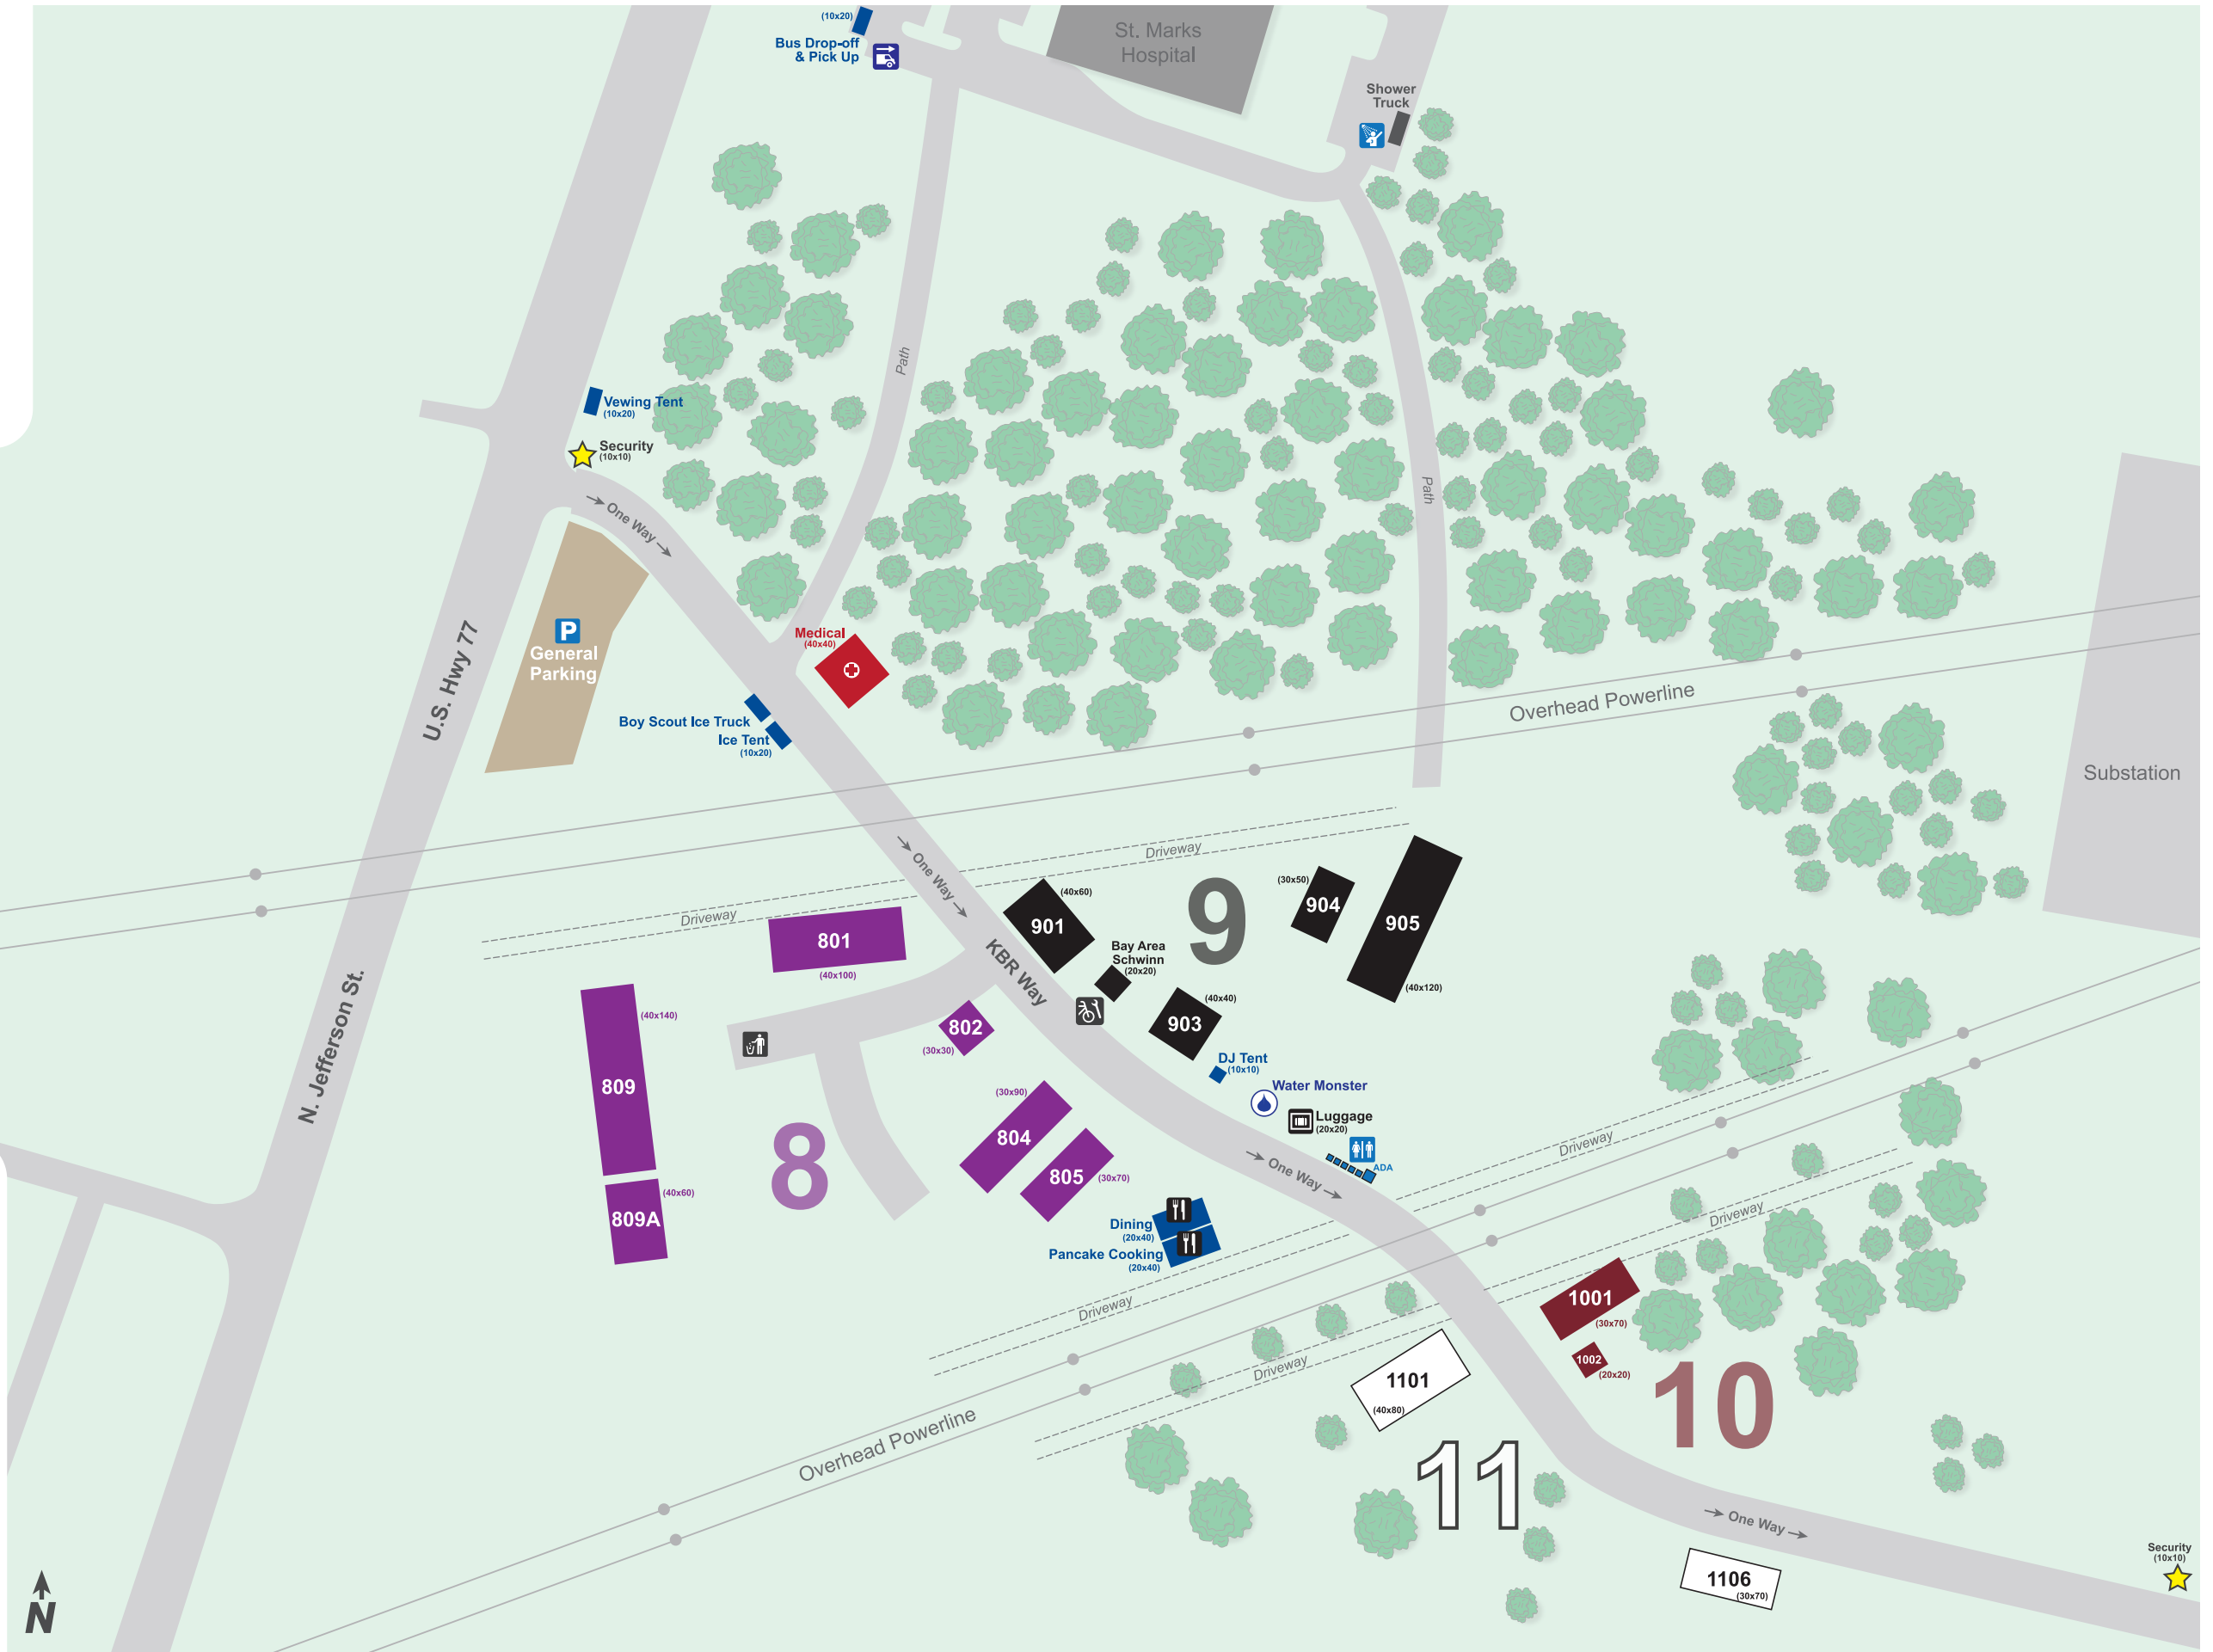 (10x20)
Bus Drop-off
& Pick Up
St. Marks
Hospital
Shower
Truck
Path
Vewing Tent
(10x20)
Security
(10x10)
One Way
Path
P
General
Parking
Medical
(40x40)
U.S. Hwy 77
Boy Scout Ice Truck
Ice Tent
(10x20)
Overhead Powerline
Substation
Driveway
One Way
Driveway
801
(40x100)
901
(40x60)
9
(30x50)
904
905
(40x120)
Bay Area
Schwinn
(20x20)
KBR Way
903
(40x40)
802
(30x30)
809
(40x140)
N. Jefferson St.
DJ Tent
(10x10)
Water Monster
Luggage
(20x20)
ADA
(30x90)
804
805
(30x70)
8
809A
(40x60)
One Way
Driveway
Driveway
Dining
(20x40)
Pancake Cooking
(20x40)
Driveway
Driveway
1001
(30x70)
1002
(20x20)
10
1101
(40x80)
11
Overhead Powerline
One Way
1106
(30x70)
Security
(10x10)
N